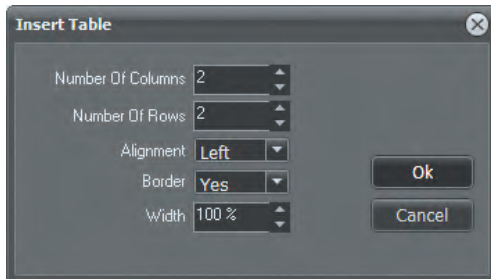 Insert Table
Number Of Columns 2
Number Of Rows 2
Alignment Left
Border Yes
Width 100 %
Ok
Cancel